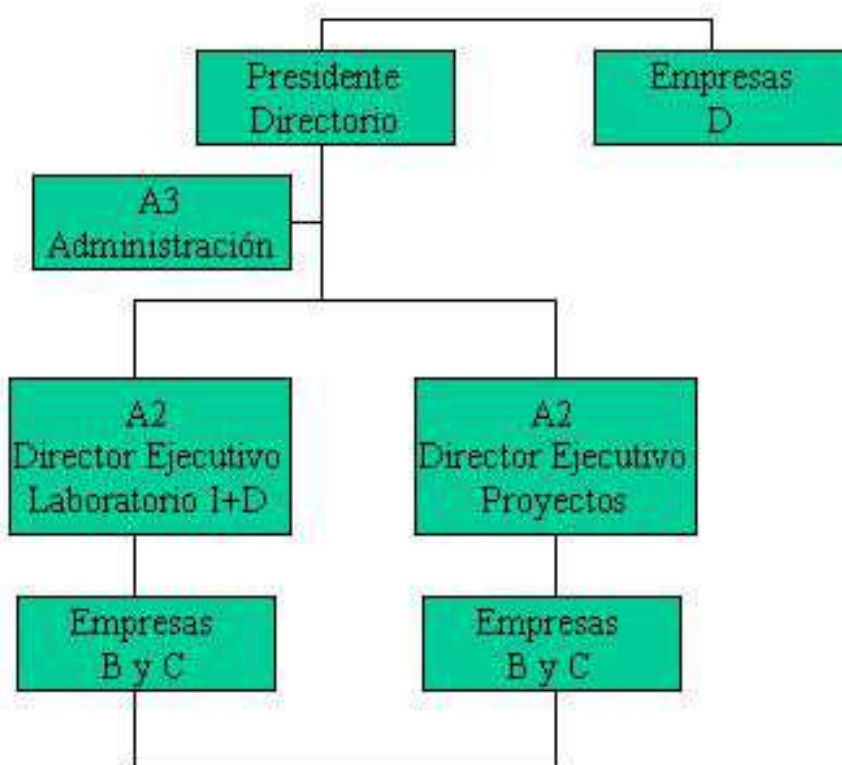 Presidente
Directorio
Empresas
D
A3
Administración
A2
Director Ejecutivo
Laboratorio I+D
A2
Director Ejecutivo
Proyectos
Empresas
B y C
Empresas
B y C